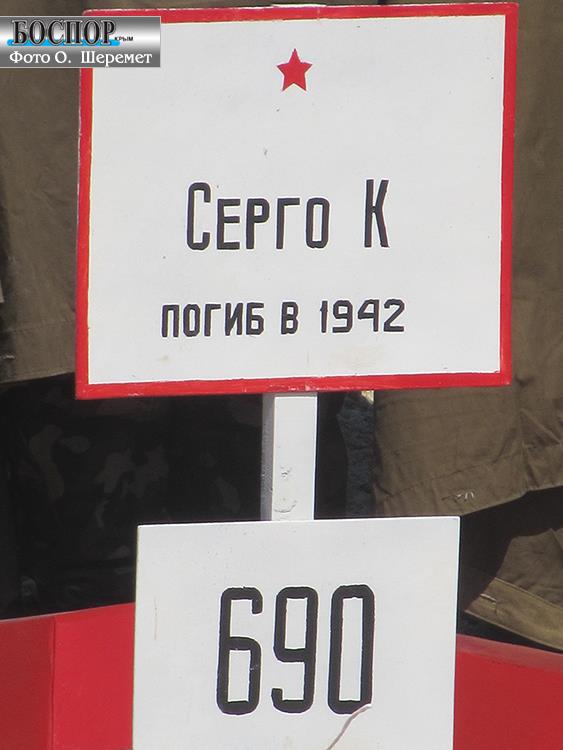 БОСПОР КРЫМ
Фото О. Шеремет
СЕРГО К
ПОГИБ В 1942
690